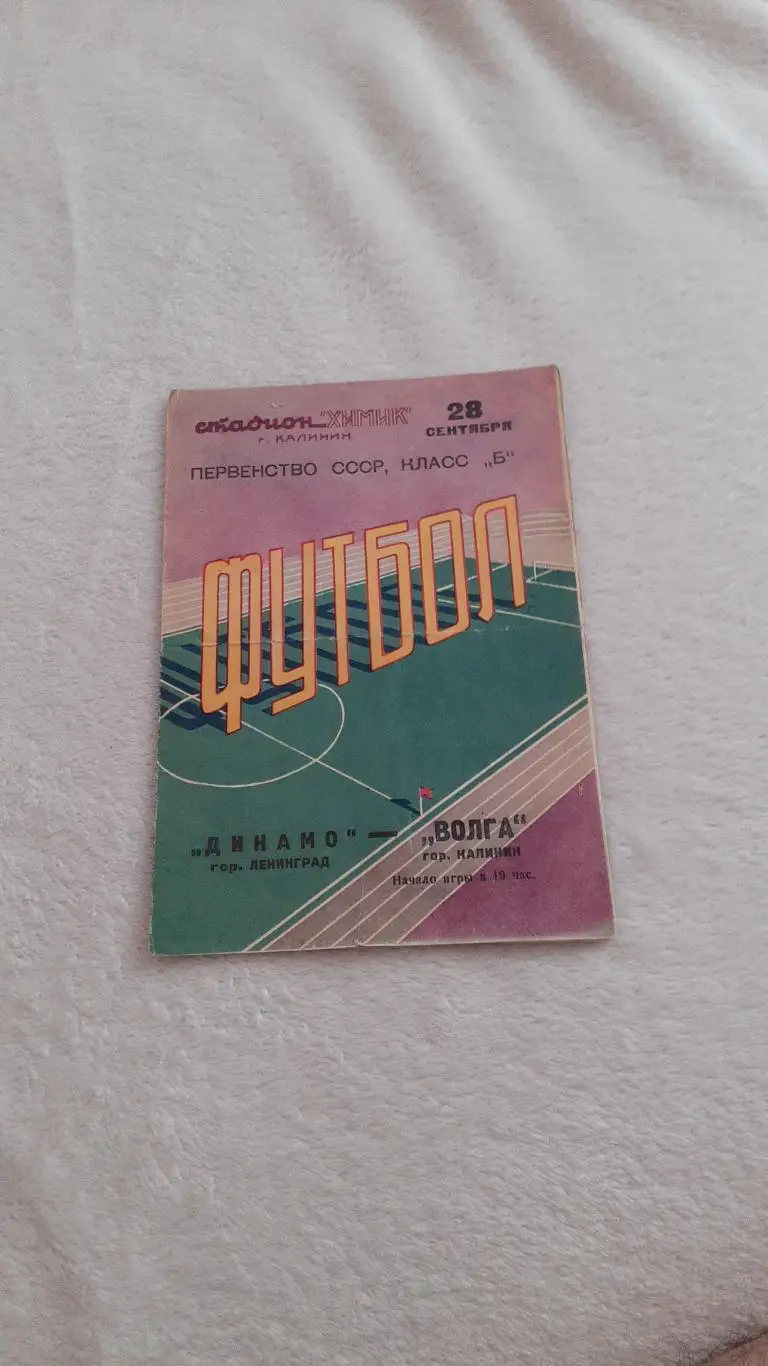 стадион "ХИМИК"
г. КАЛИНИН
28
СЕНТЯБРЯ
ПЕРВЕНСТВО СССР, КЛАСС „Б“
ФУТБОЛ
„ДИНАМО“ — „ВОЛГА“
гор. ЛЕНИНГРАД гор. КАЛИНИН
Начало игры в 19 час.